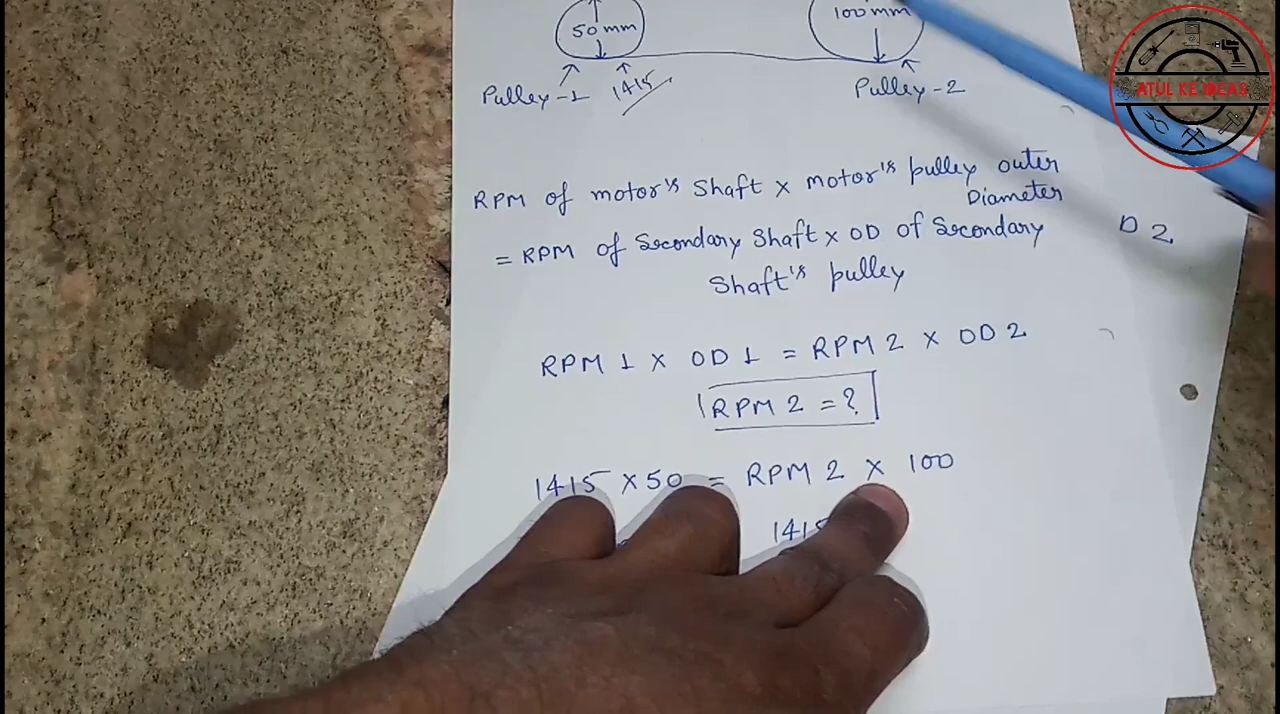 50mm
100mm
Pulley-1
1415
Pulley-2
ATUL KE IDEAS
RPM of motor's Shaft X motor's pulley outer
Diameter
= RPM of Secondary Shaft X OD of Secondary
Shaft's pulley
D 2
RPM 1 X OD 1 = RPM 2 X OD 2
RPM 2 = ?
1415 X 50 = RPM 2 X 100
1415